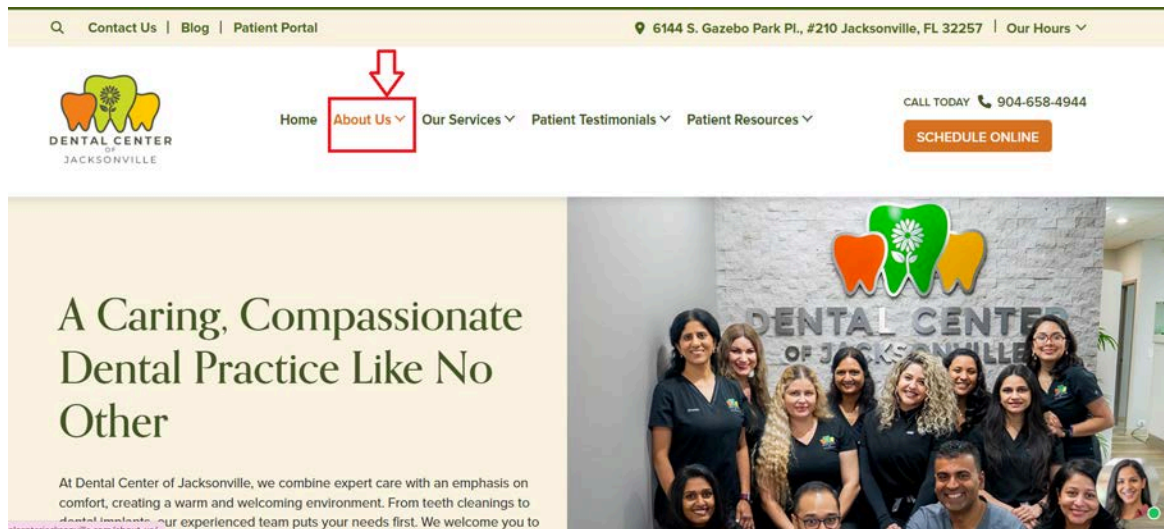 Contact Us | Blog | Patient Portal
6144 S. Gazebo Park Pl., #210 Jacksonville, FL 32257 | Our Hours
DENTAL CENTER
OF
JACKSONVILLE
Home About Us Our Services Patient Testimonials Patient Resources
CALL TODAY 904-658-4944
SCHEDULE ONLINE
A Caring, Compassionate
Dental Practice Like No
Other
At Dental Center of Jacksonville, we combine expert care with an emphasis on
comfort, creating a warm and welcoming environment. From teeth cleanings to
dental implants, our experienced team puts your needs first. We welcome you to
DENTAL CENTER
OF JACKSONVILLE